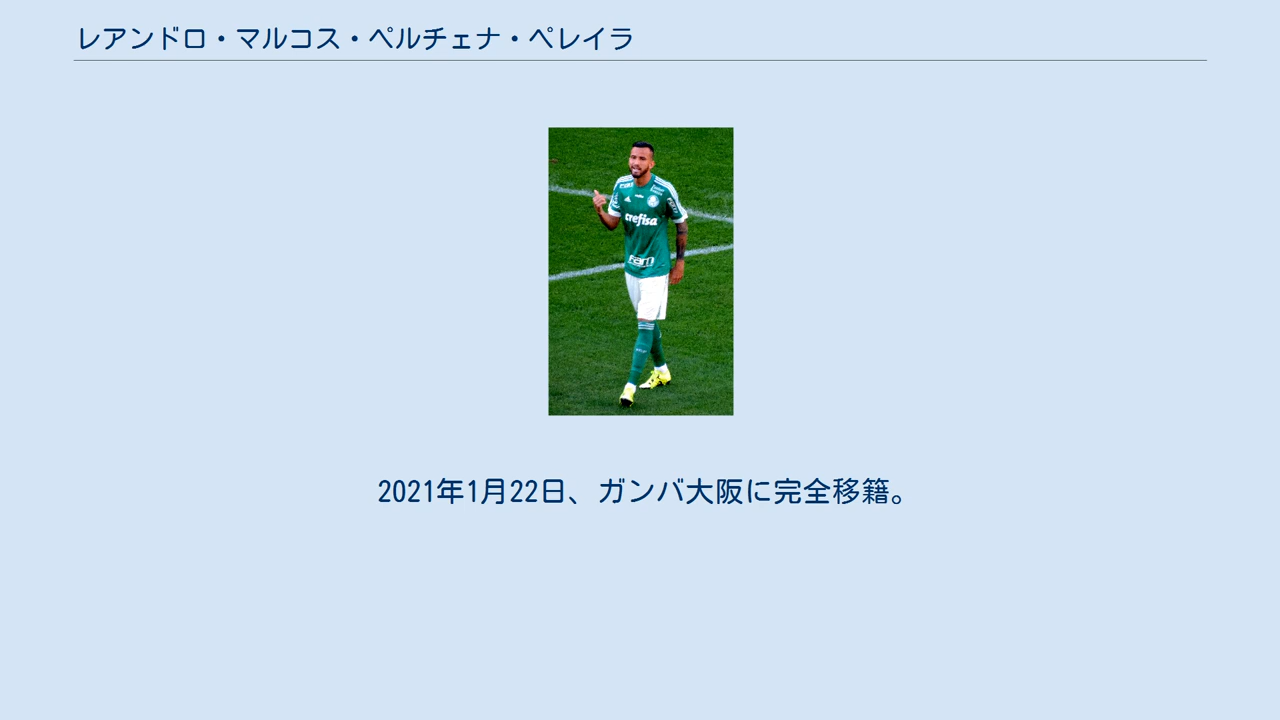 レアンドロ・マルコス・ペルチェナ・ペレイラ
crefisa
FAM
2021年1月22日、ガンバ大阪に完全移籍。